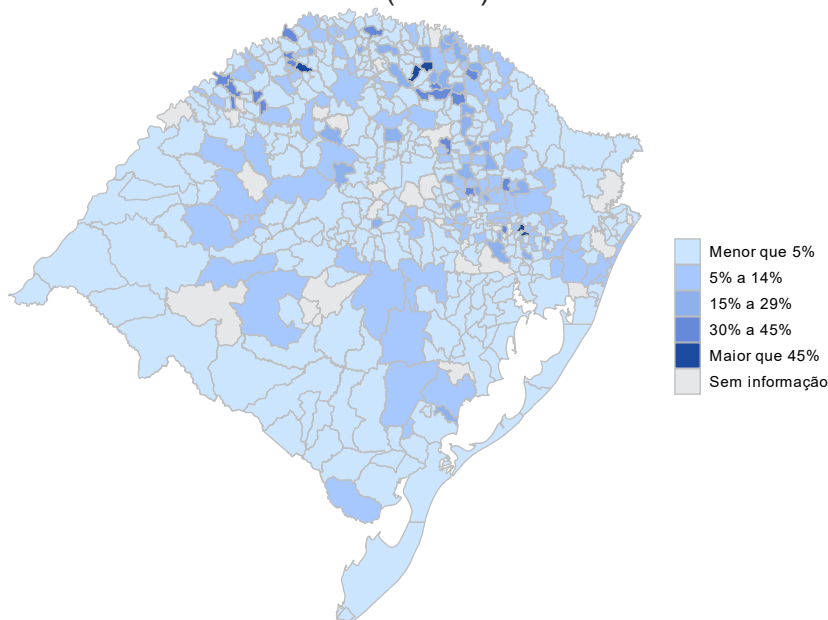 Menor que 5%
5% a 14%
15% a 29%
30% a 45%
Maior que 45%
Sem informação